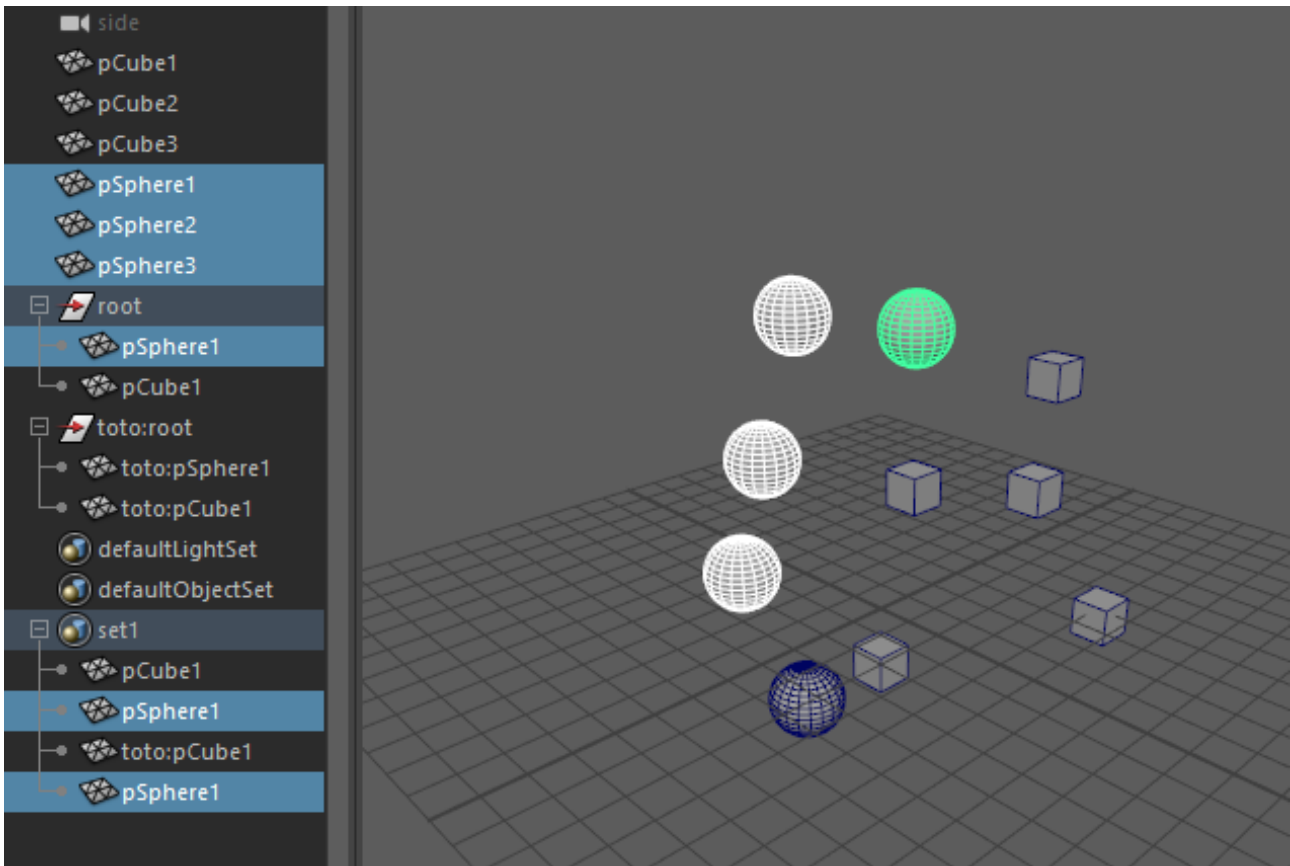 side
pCube1
pCube2
pCube3
pSphere1
pSphere2
pSphere3
root
pSphere1
pCube1
toto:root
toto:pSphere1
toto:pCube1
defaultLightSet
defaultObjectSet
set1
pCube1
pSphere1
toto:pCube1
pSphere1